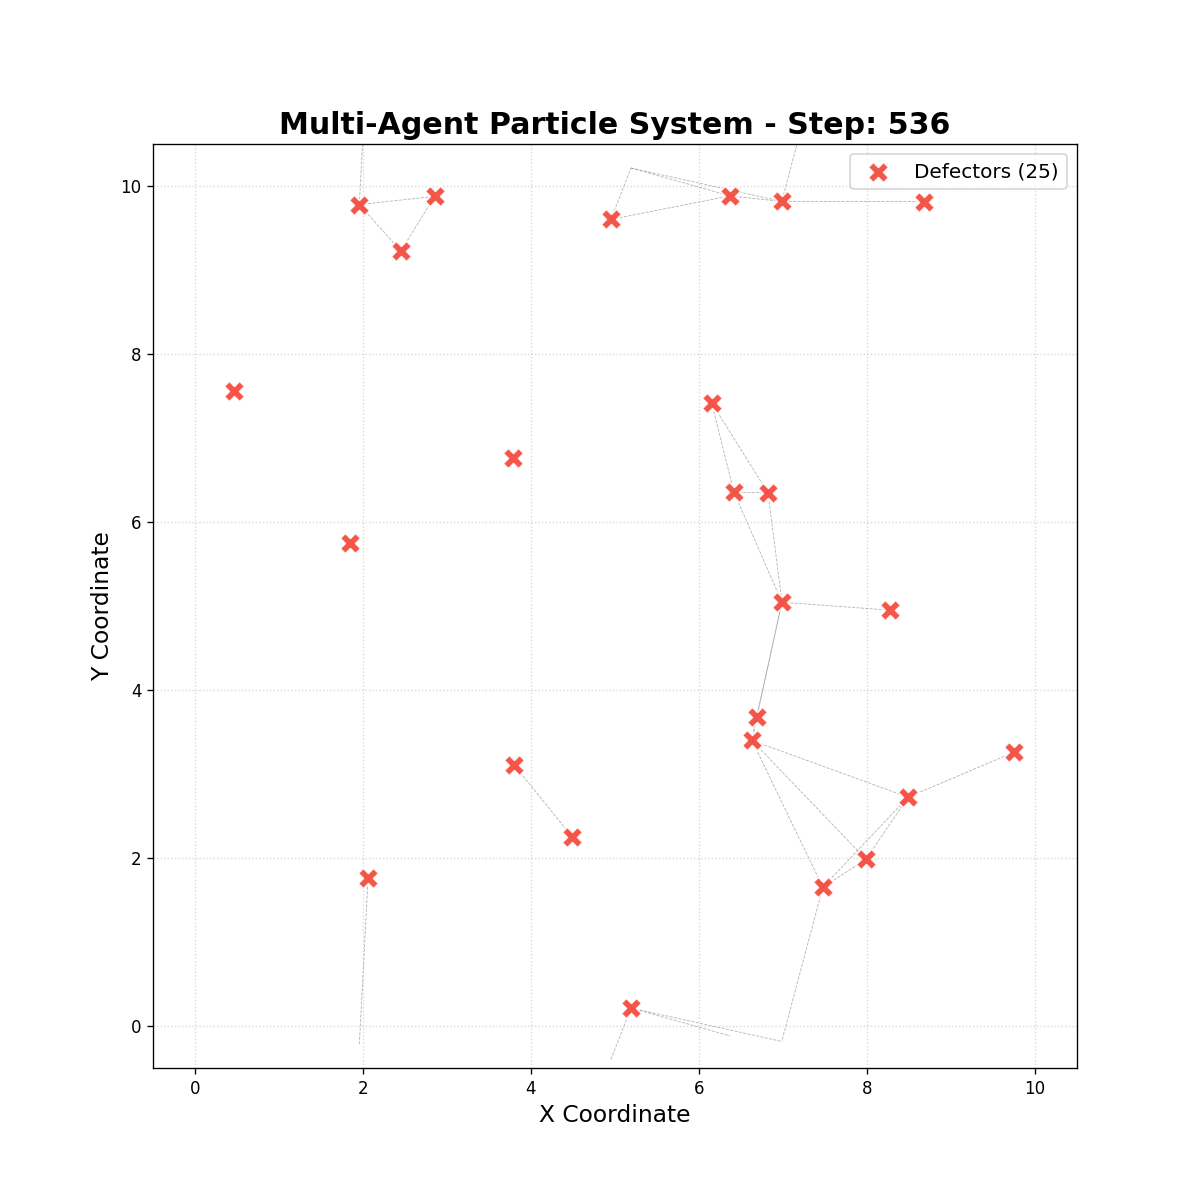 Multi-Agent Particle System - Step: 536
Defectors (25)
10
8
6
4
2
0
Y Coordinate
0 2 4 6 8 10
X Coordinate